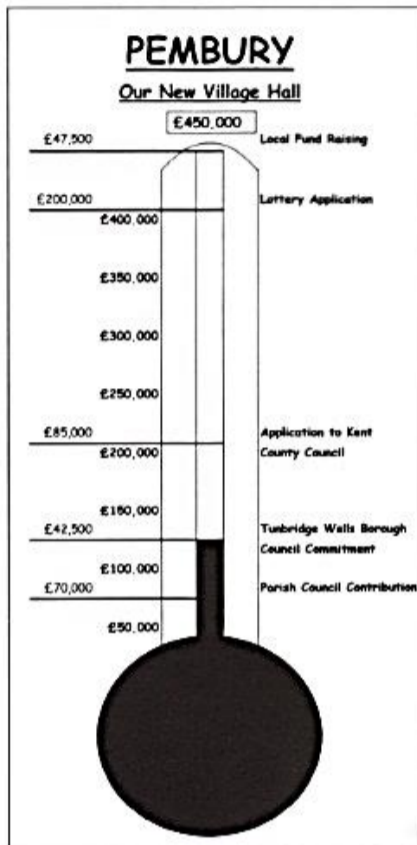 PEMBURY
Our New Village Hall
£450,000
£47,500 Local Fund Raising
£200,000 Lottery Application
£400,000
£350,000
£300,000
£250,000
£85,000 Application to Kent
£200,000 County Council
£150,000
£42,500 Tunbridge Wells Borough
Council Commitment
£100,000
£70,000 Parish Council Contribution
£50,000